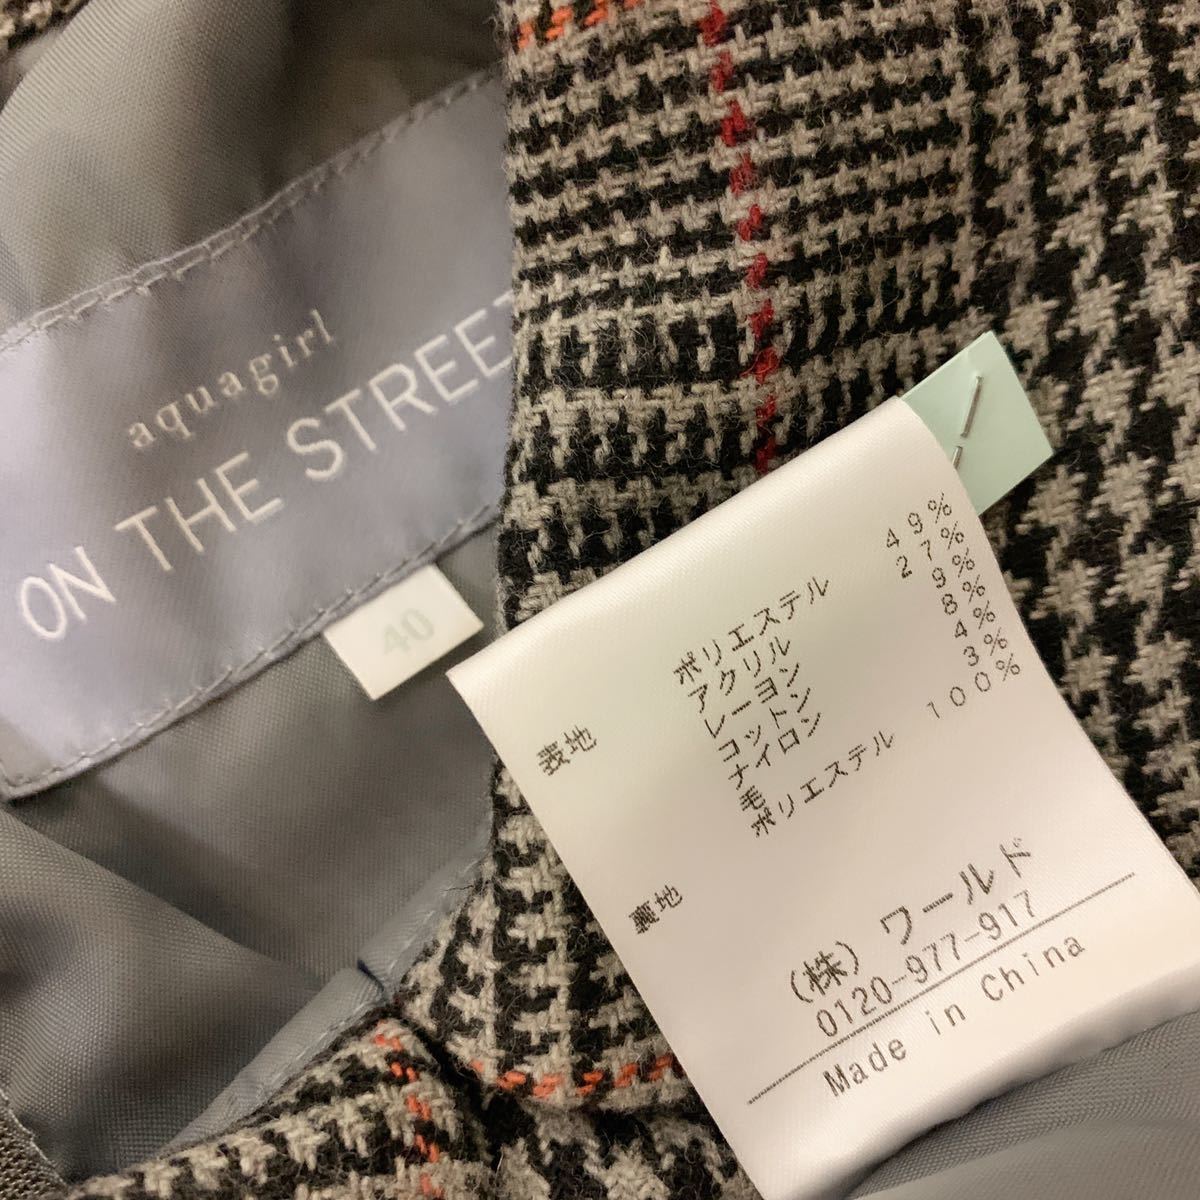 aquagirl
ON THE STREET
40
表地 ポリエステル 49%
アクリル 27%
レーヨン 9%
コットン 8%
ナイロン 4%
毛 3%
裏地 ポリエステル 100%
(株) ワールド
0120-977-917
Made in China